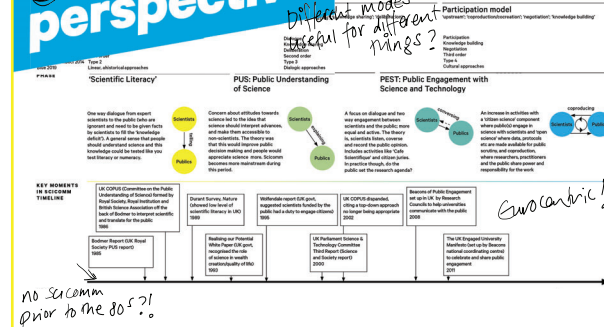 perspective
Different modes
useful for different
things?
Participation model
'upstream'; 'coproduction/cocreation'; 'negotiation'; 'knowledge building'
Participation
Knowledge building
Negotiation
Third order
Type 4
Cultural approaches
Second order
Type 3
Dialogic approaches
Type 2
Linear, ahistorical approaches
'Scientific Literacy'
PUS: Public Understanding
of Science
PEST: Public Engagement with
Science and Technology
One way dialogue from expert
scientists to the public (who are
ignorant and need to be given facts
by scientists to fill the 'knowledge
deficit'). A general sense that people
should understand science and this
knowledge could be tested like you
test literacy or numeracy.
Scientists
telling
Publics
Concern about attitudes towards
science led to the idea that
science should interpret advances,
and make them accessible to
non-scientists. The theory was
that this would improve public
decision making and people would
appreciate science more. Scicomm
becomes more mainstream during
this period.
Scientists
explaining
Publics
A focus on dialogue and two
way engagement between
scientists and the public; more
equal and active. The theory
is, scientists listen, convene
and record the public opinion.
Includes activities like 'Cafe
Scientifique' and citizen juries.
In practice though, do the
public set the research agenda?
Scientists
conversing
Publics
An increase in activities with
a 'citizen science' component
where public(s) engage in
science with scientists and 'open
science' where data, protocols
etc are made available for public
scrutiny, and coproduction:
where researchers, practitioners
and the public share power and
responsibility for the work
coproducing
Scientists
Publics
KEY MOMENTS
IN SCICOMM
TIMELINE
UK COPUS (Committee on the Public
Understanding of Science) formed by
Royal Society, Royal Institution and
British Science Association off the
back of Bodmer to interpret scientific
and translate for the public
1986
Bodmer Report (UK Royal
Society PUS report)
1985
Durant Survey, Nature
(showed low level of
scientific literacy in UK)
1989
Realising our Potential
White Paper (UK govt,
recognised the role
of science in wealth
creation/quality of life)
1993
Wolfendale report (UK govt,
suggested scientists funded by the
public had a duty to engage citizens)
1995
UK Parliament Science &
Technology Committee
Third Report (Science
and Society report)
2000
UK COPUS disbanded,
citing a top-down approach
no longer being appropriate
2002
Beacons of Public Engagement
set up in UK by Research
Councils to help universities
communicate with the public
2008
The UK Engaged University
Manifesto (set up by Beacons
national coordinating centre)
to celebrate and share public
engagement
2011
Eurocentric!
no scicomm
prior to the 80s?!